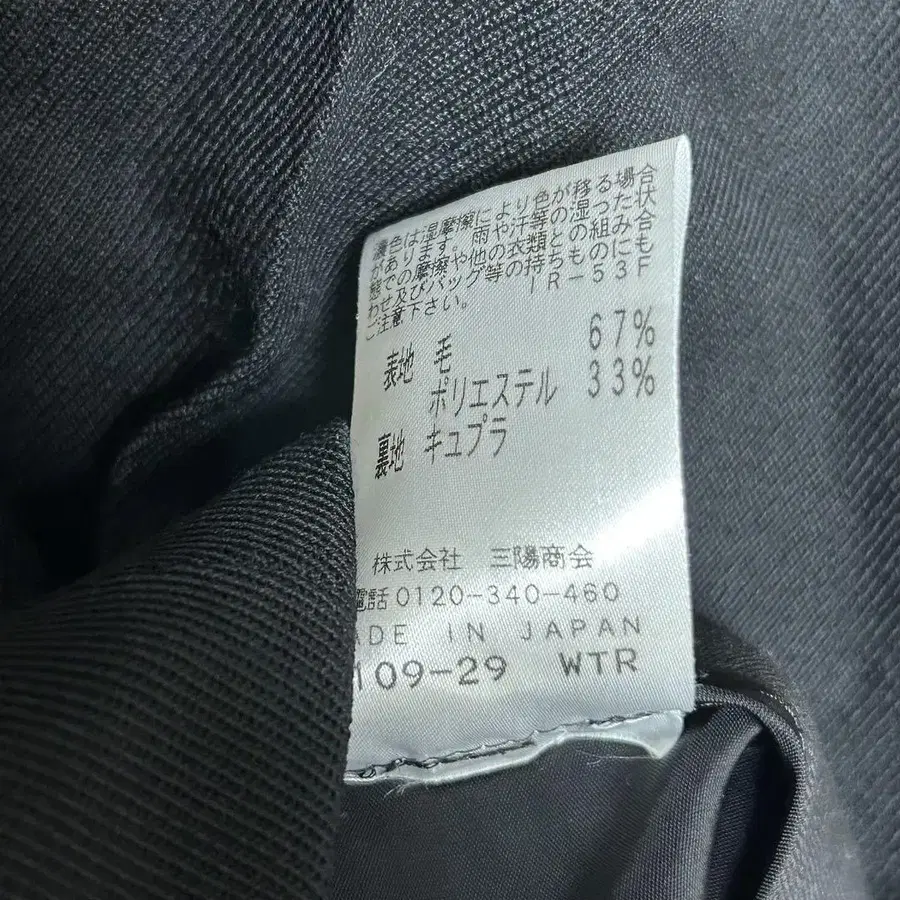 濃色は湿摩擦により色が移る場合
があります。雨や汗等の湿った状
態での摩擦や他の衣類との組み合
わせ及びバッグ等の持ちものにも
ご注意下さい。 IR-53F
表地 毛 67%
ポリエステル 33%
裏地 キュプラ
株式会社 三陽商会
電話0120-340-460
ADE IN JAPAN
109-29 WTR